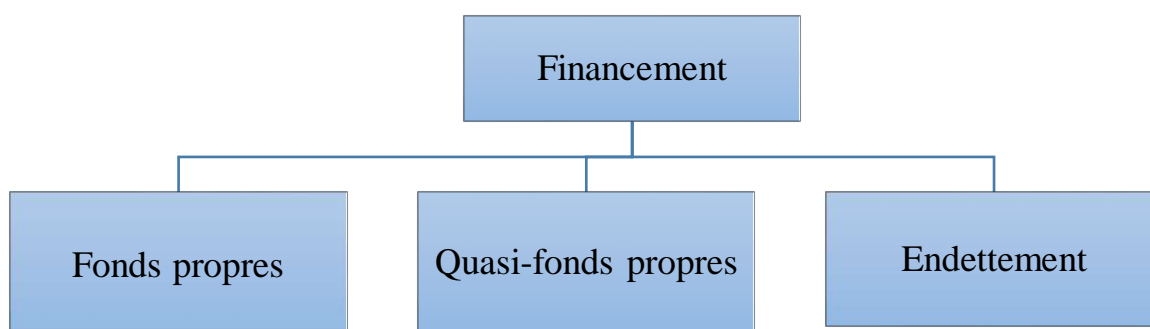 Financement
Fonds propres
Quasi-fonds propres
Endettement